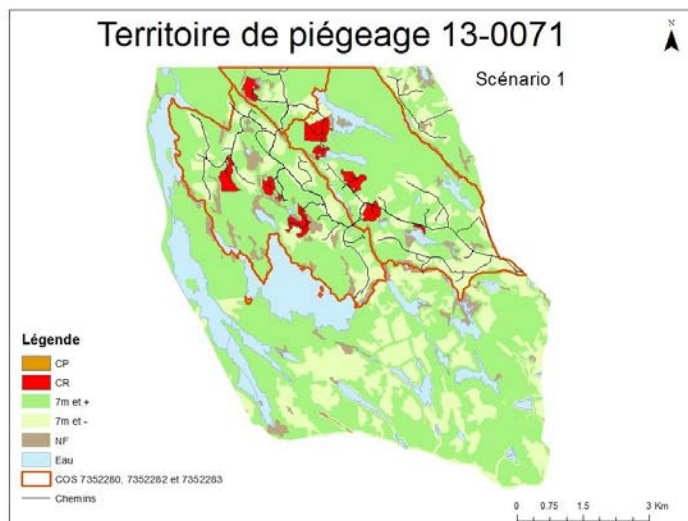 Territoire de piégeage 13-0071
N
Scénario 1
Légende
CP
CR
7m et +
7m et -
NF
Eau
COS 7352280, 7352282 et 7352283
Chemins
0 0.75 1.5 3 Km